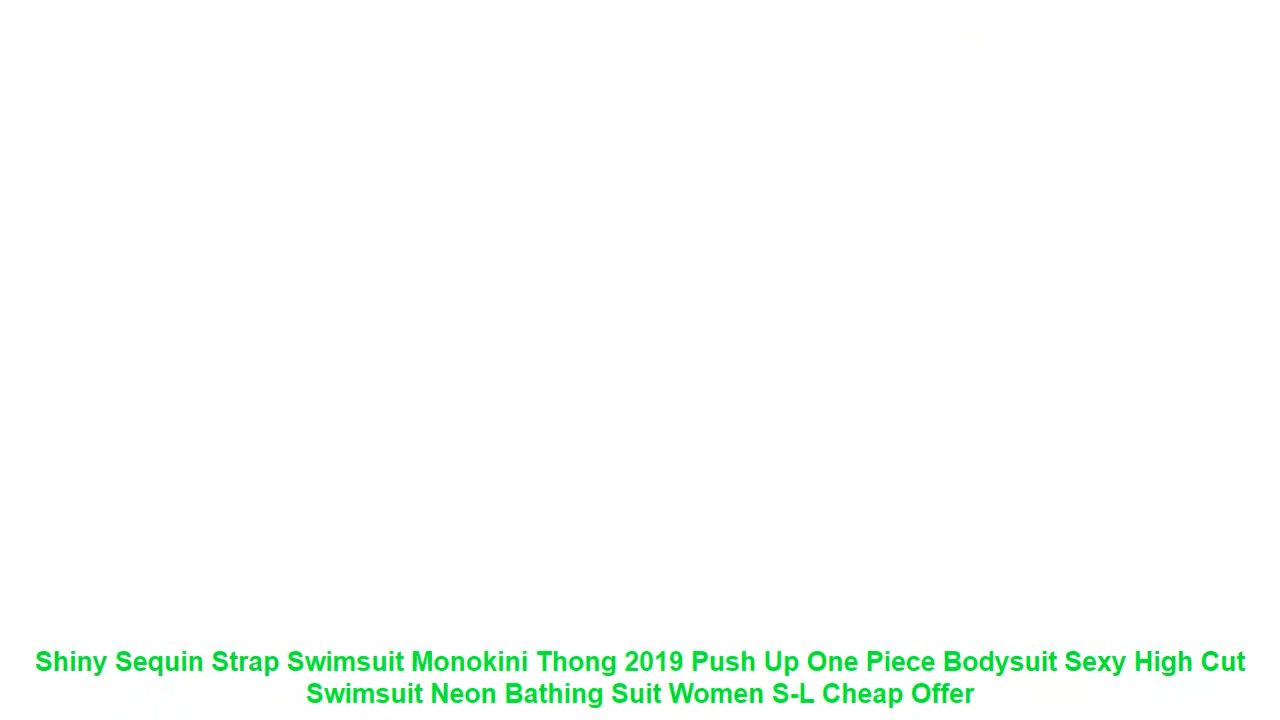 Shiny Sequin Strap Swimsuit Monokini Thong 2019 Push Up One Piece Bodysuit Sexy High Cut
Swimsuit Neon Bathing Suit Women S-L Cheap Offer